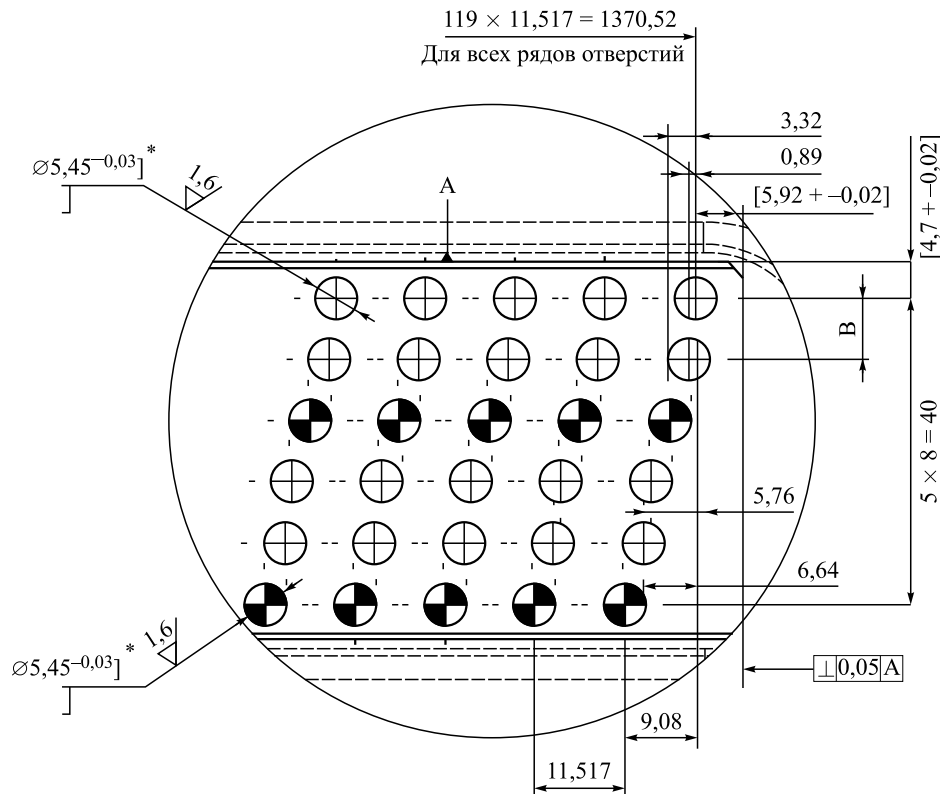 119 × 11,517 = 1370,52
Для всех рядов отверстий
3,32
0,89
[5,92 + –0,02]
[4,7 + –0,02]
⌀5,45–0,03]*
1,6
A
B
5 × 8 = 40
5,76
6,64
1,6
⌀5,45–0,03]*
⊥ 0,05 A
9,08
11,517